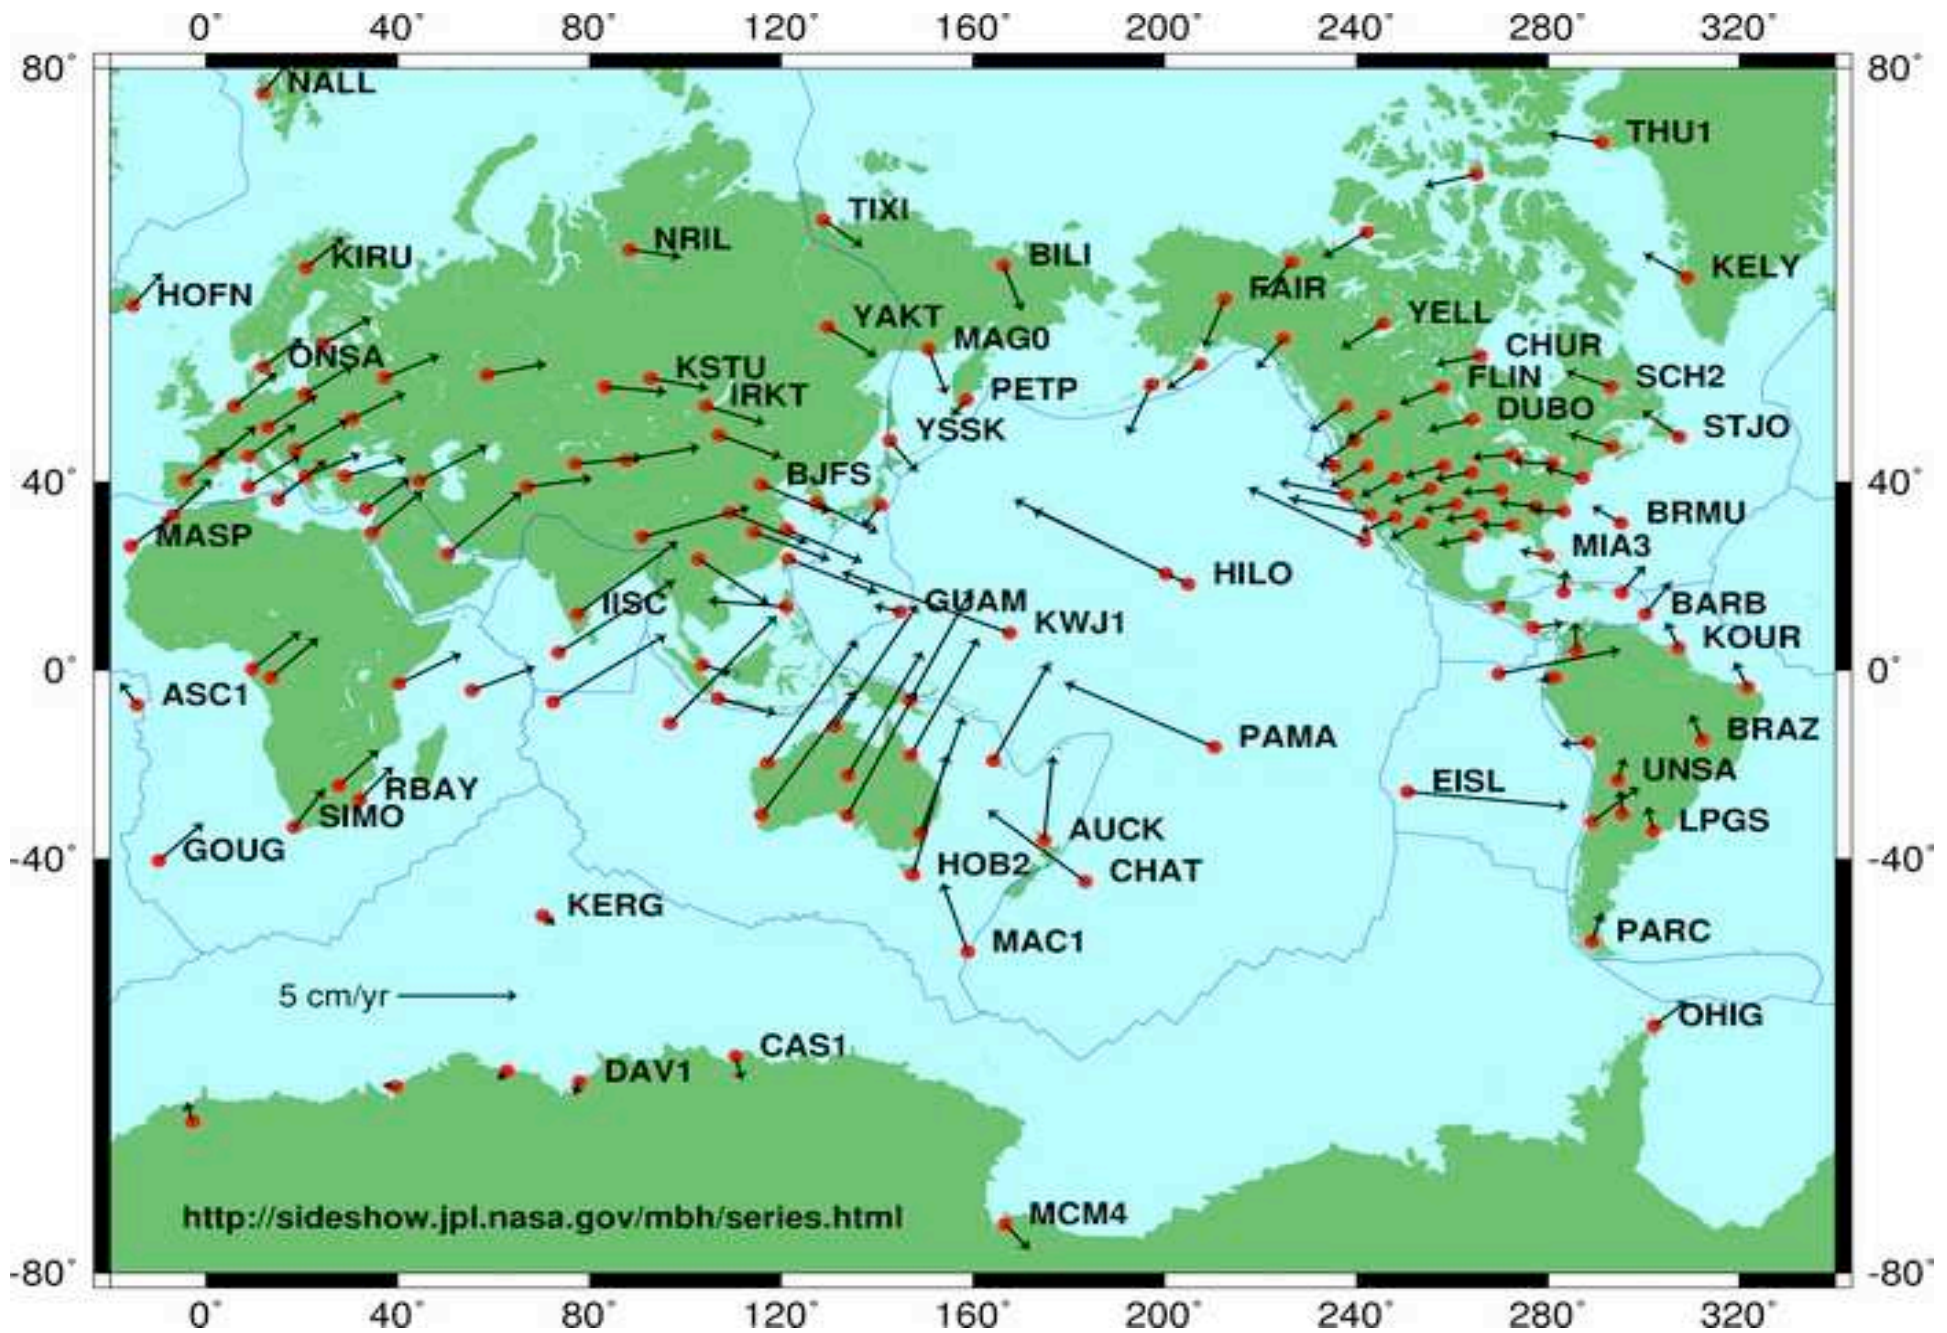 0° 40° 80° 120° 160° 200° 240° 280° 320°
80° 80°
NALL
THU1
TIXI
NRIL
KIRU
BILI
KELY
HOFN
FAIR
YAKT
YELL
MAG0
ONSA
CHUR
KSTU
FLIN
SCH2
IRKT
PETP
DUBO
YSSK
STJO
BJFS
40° 40°
MASP
BRMU
MIA3
HILO
IISC
GUAM
BARB
KWJ1
KOUR
0° 0°
ASC1
BRAZ
PAMA
UNSA
EISL
RBAY
SIMO
LPGS
AUCK
GOUG
HOB2
-40° -40°
CHAT
KERG
PARC
MAC1
5 cm/yr
OHIG
CAS1
DAV1
MCM4
http://sideshow.jpl.nasa.gov/mbh/series.html
-80° -80°
0° 40° 80° 120° 160° 200° 240° 280° 320°